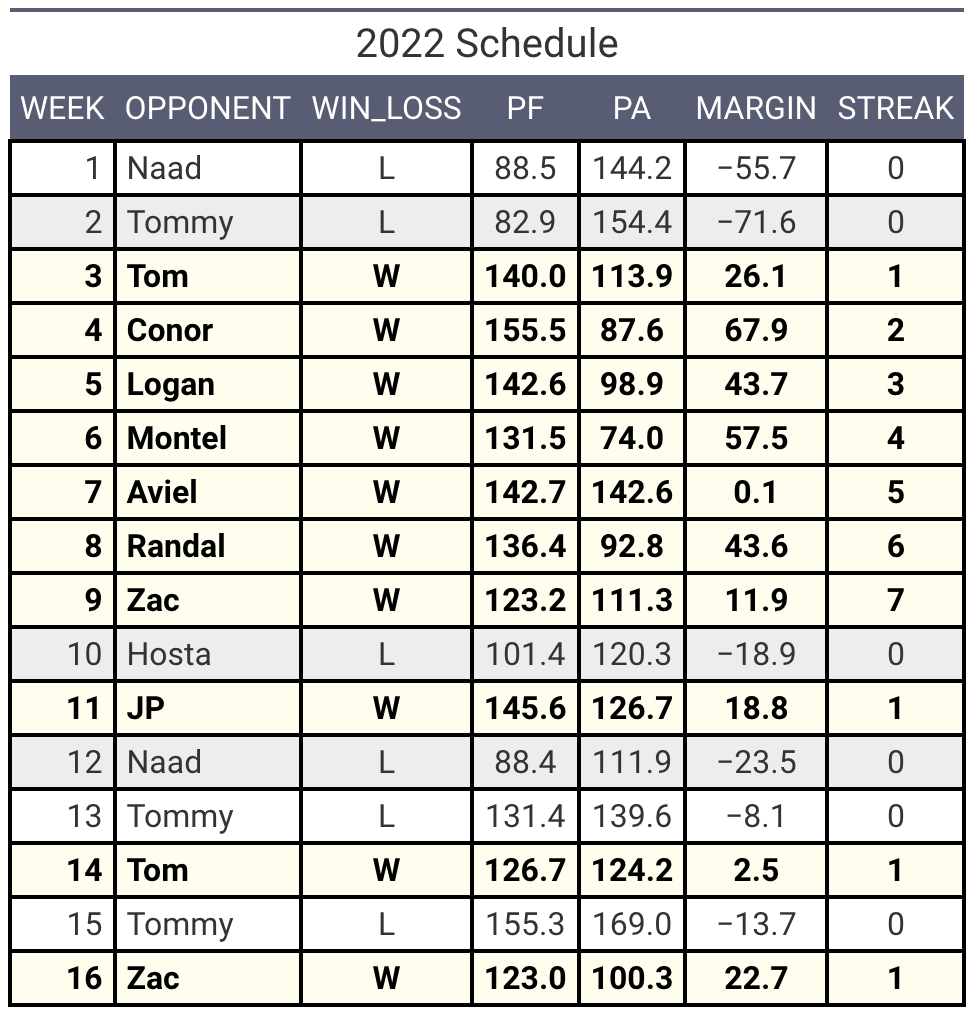 2022 Schedule
WEEK OPPONENT WIN_LOSS PF PA MARGIN STREAK
1 Naad L 88.5 144.2 −55.7 0
2 Tommy L 82.9 154.4 −71.6 0
3 Tom W 140.0 113.9 26.1 1
4 Conor W 155.5 87.6 67.9 2
5 Logan W 142.6 98.9 43.7 3
6 Montel W 131.5 74.0 57.5 4
7 Aviel W 142.7 142.6 0.1 5
8 Randal W 136.4 92.8 43.6 6
9 Zac W 123.2 111.3 11.9 7
10 Hosta L 101.4 120.3 −18.9 0
11 JP W 145.6 126.7 18.8 1
12 Naad L 88.4 111.9 −23.5 0
13 Tommy L 131.4 139.6 −8.1 0
14 Tom W 126.7 124.2 2.5 1
15 Tommy L 155.3 169.0 −13.7 0
16 Zac W 123.0 100.3 22.7 1